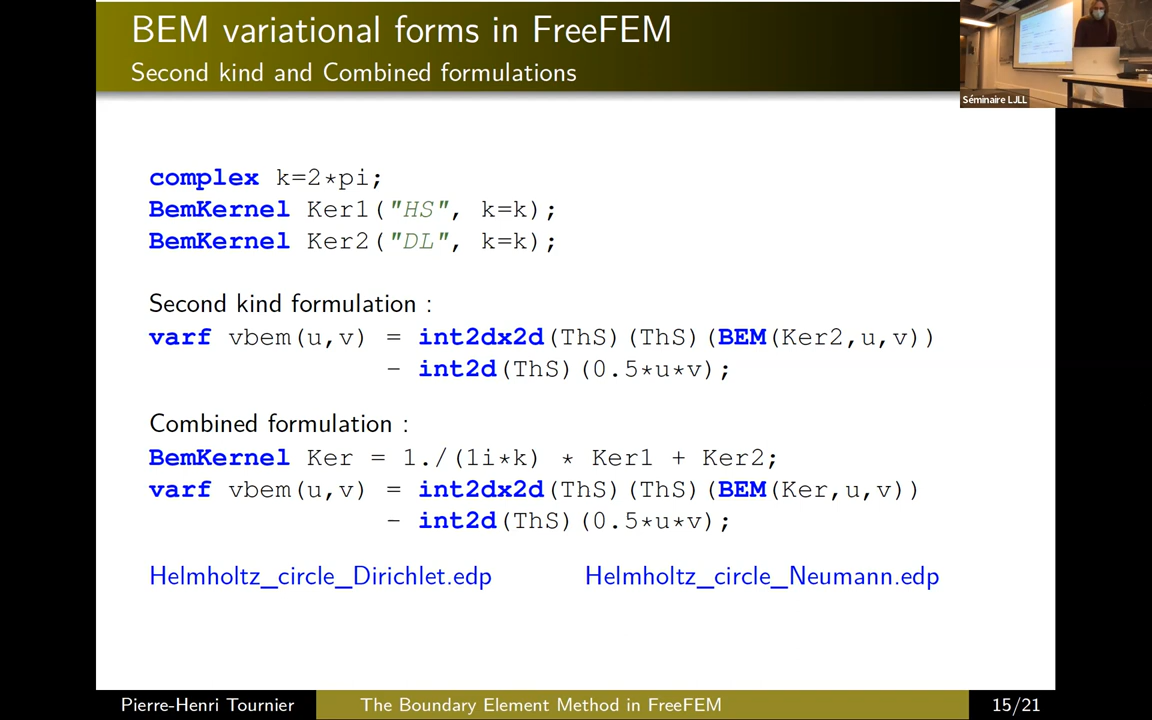 BEM variational forms in FreeFEM
Second kind and Combined formulations
Séminaire LJLL
complex k=2*pi;
BemKernel Ker1("HS", k=k);
BemKernel Ker2("DL", k=k);
Second kind formulation :
varf vbem(u,v) = int2dx2d(ThS)(ThS)(BEM(Ker2,u,v))
- int2d(ThS)(0.5*u*v);
Combined formulation :
BemKernel Ker = 1./(1i*k) * Ker1 + Ker2;
varf vbem(u,v) = int2dx2d(ThS)(ThS)(BEM(Ker,u,v))
- int2d(ThS)(0.5*u*v);
Helmholtz_circle_Dirichlet.edp Helmholtz_circle_Neumann.edp
Pierre-Henri Tournier The Boundary Element Method in FreeFEM 15/21